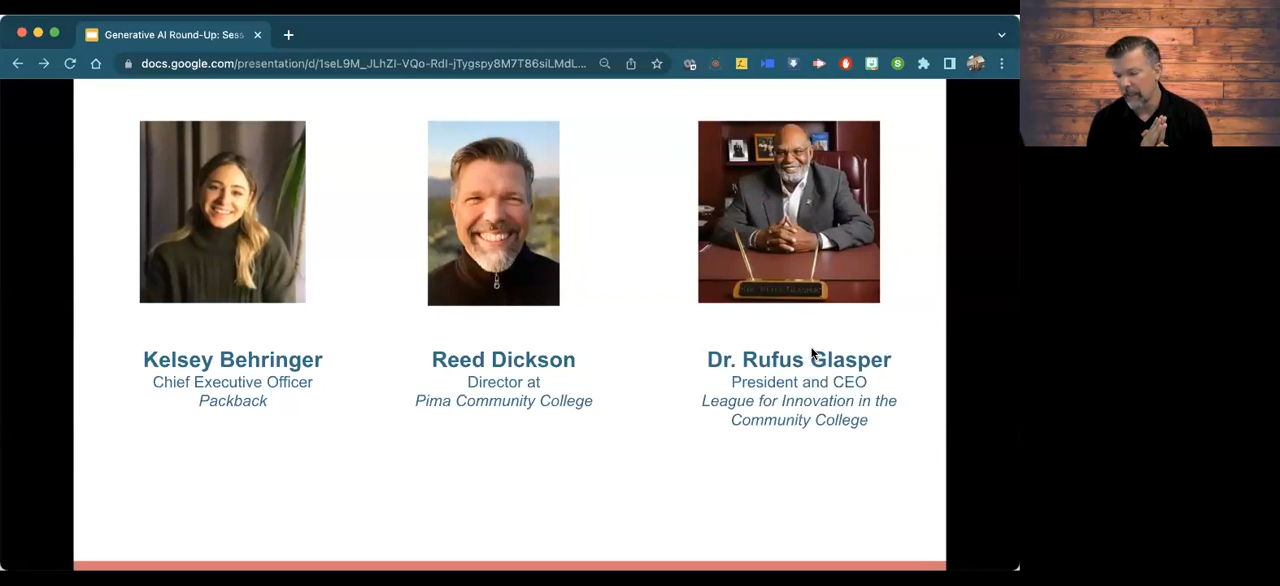 Generative AI Round-Up: Sess
docs.google.com/presentation/d/1seL9M_JLhZI-VQo-RdI-jTygspy8M7T86siLMdL...
Kelsey Behringer
Chief Executive Officer
Packback
Reed Dickson
Director at
Pima Community College
Dr. Rufus Glasper
President and CEO
League for Innovation in the
Community College